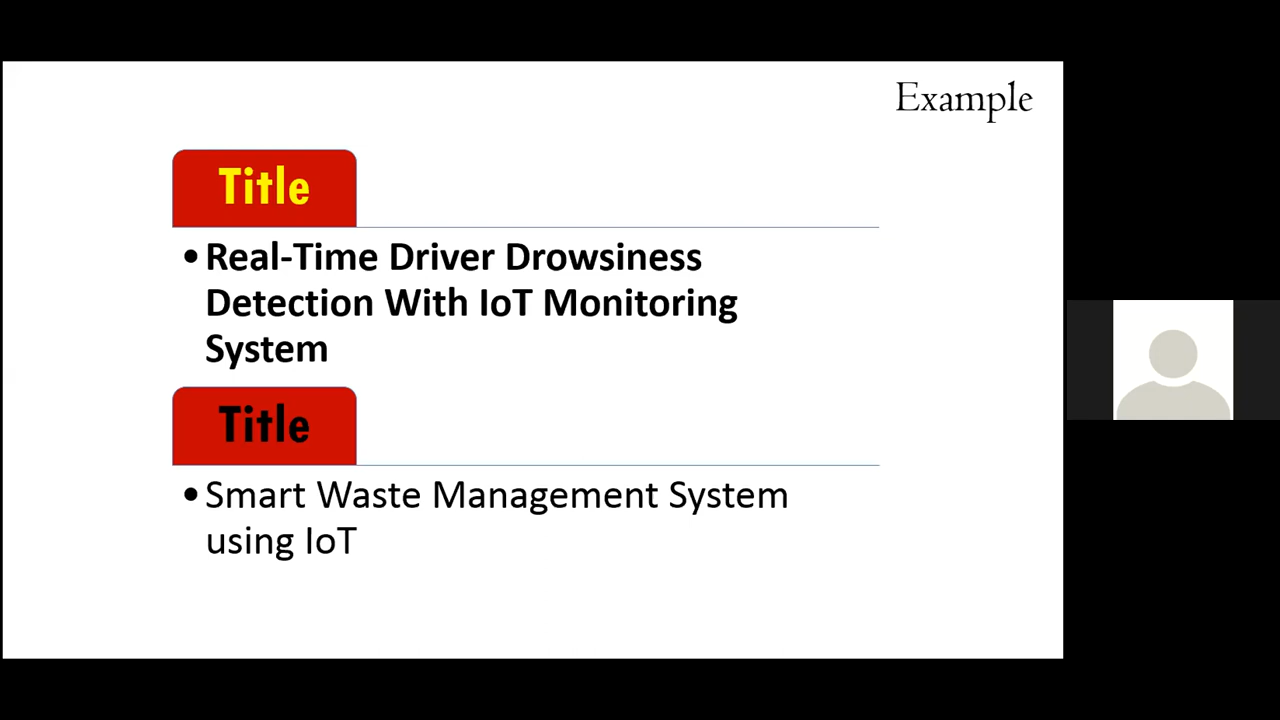 Example
Title
•Real-Time Driver Drowsiness
Detection With IoT Monitoring
System
Title
•Smart Waste Management System
using IoT